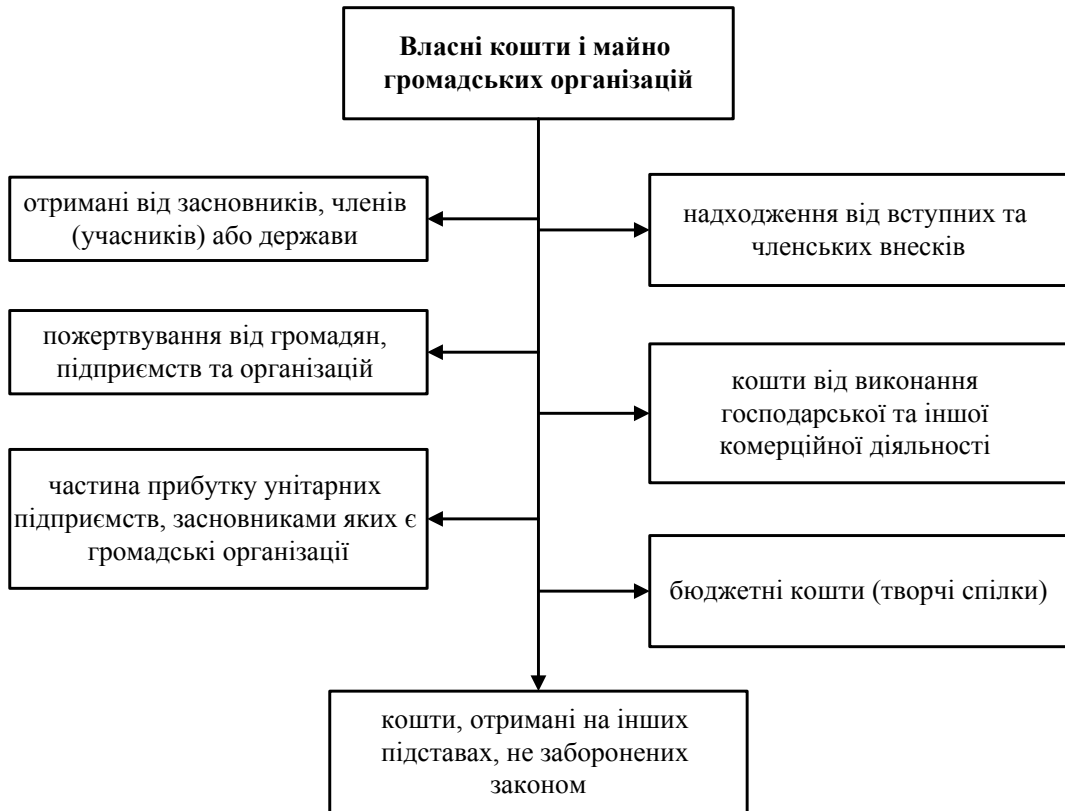 Власні кошти і майно
громадських організацій
отримані від засновників, членів
(учасників) або держави
надходження від вступних та
членських внесків
пожертвування від громадян,
підприємств та організацій
кошти від виконання
господарської та іншої
комерційної діяльності
частина прибутку унітарних
підприємств, засновниками яких є
громадські організації
бюджетні кошти (творчі спілки)
кошти, отримані на інших
підставах, не заборонених
законом